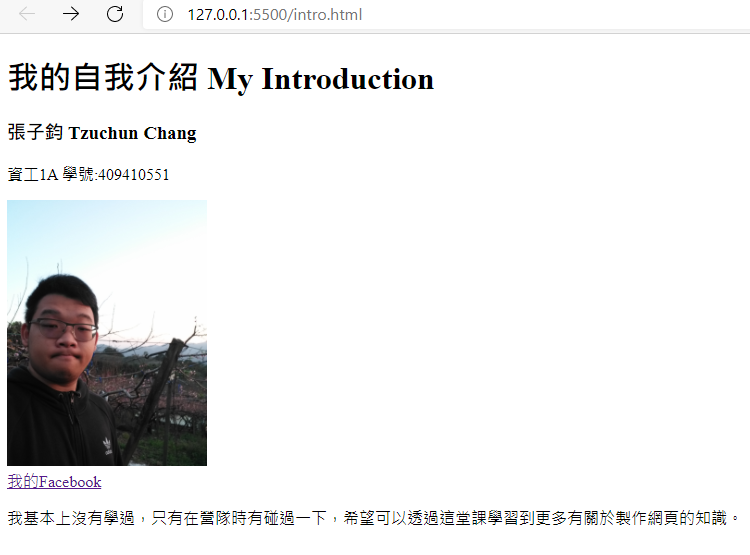 127.0.0.1:5500/intro.html
我的自我介紹 My Introduction
張子鈞 Tzuchun Chang
資工1A 學號:409410551
adidas
我的Facebook
我基本上沒有學過，只有在營隊時有碰過一下，希望可以透過這堂課學習到更多有關於製作網頁的知識。